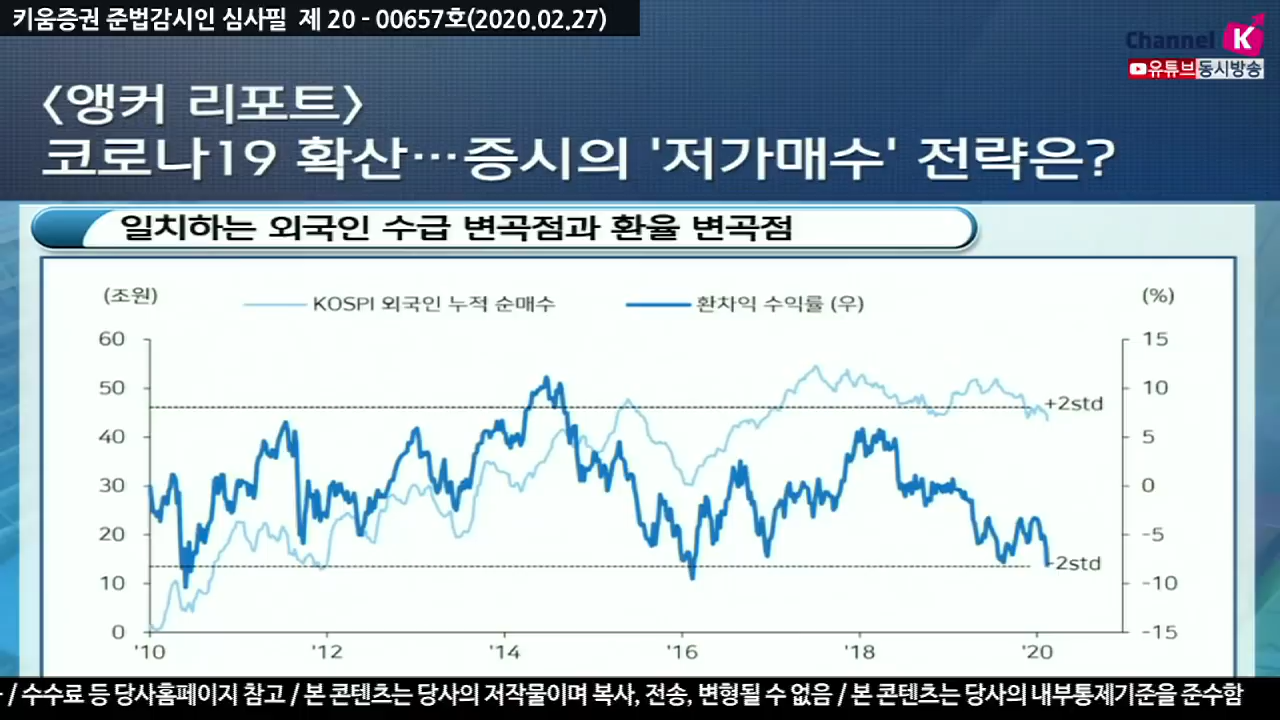 키움증권 준법감시인 심사필 제 20 - 00657호(2020.02.27)
Channel K
유튜브 동시방송
<앵커 리포트>
코로나19 확산…증시의 '저가매수' 전략은?
일치하는 외국인 수급 변곡점과 환율 변곡점
(조원) KOSPI 외국인 누적 순매수 환차익 수익률 (우) (%)
60 15
50 10
+2std
40 5
30 0
20 -5
-2std
10 -10
0 -15
'10 '12 '14 '16 '18 '20
/ 수수료 등 당사홈페이지 참고 / 본 콘텐츠는 당사의 저작물이며 복사, 전송, 변형될 수 없음 / 본 콘텐츠는 당사의 내부통제기준을 준수함